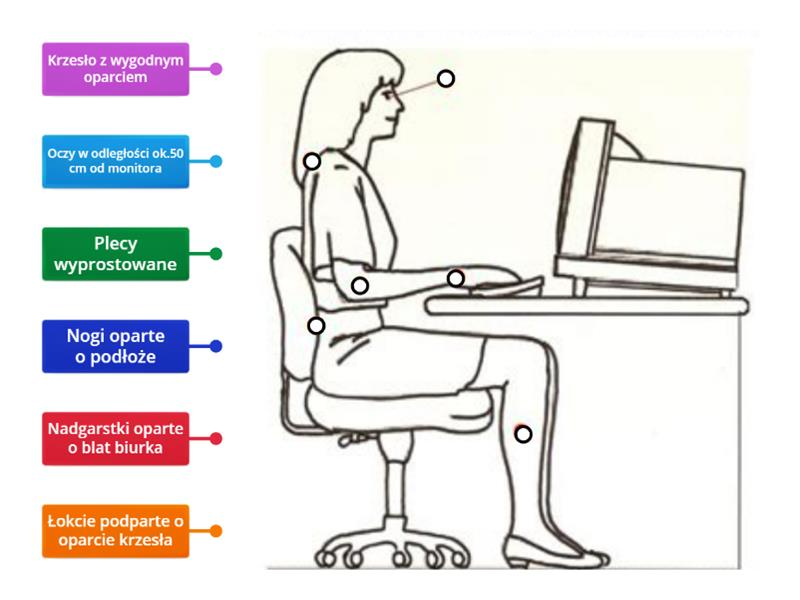 Krzesło z wygodnym
oparciem
Oczy w odległości ok.50
cm od monitora
Plecy
wyprostowane
Nogi oparte
o podłoże
Nadgarstki oparte
o blat biurka
Łokcie podparte o
oparcie krzesła